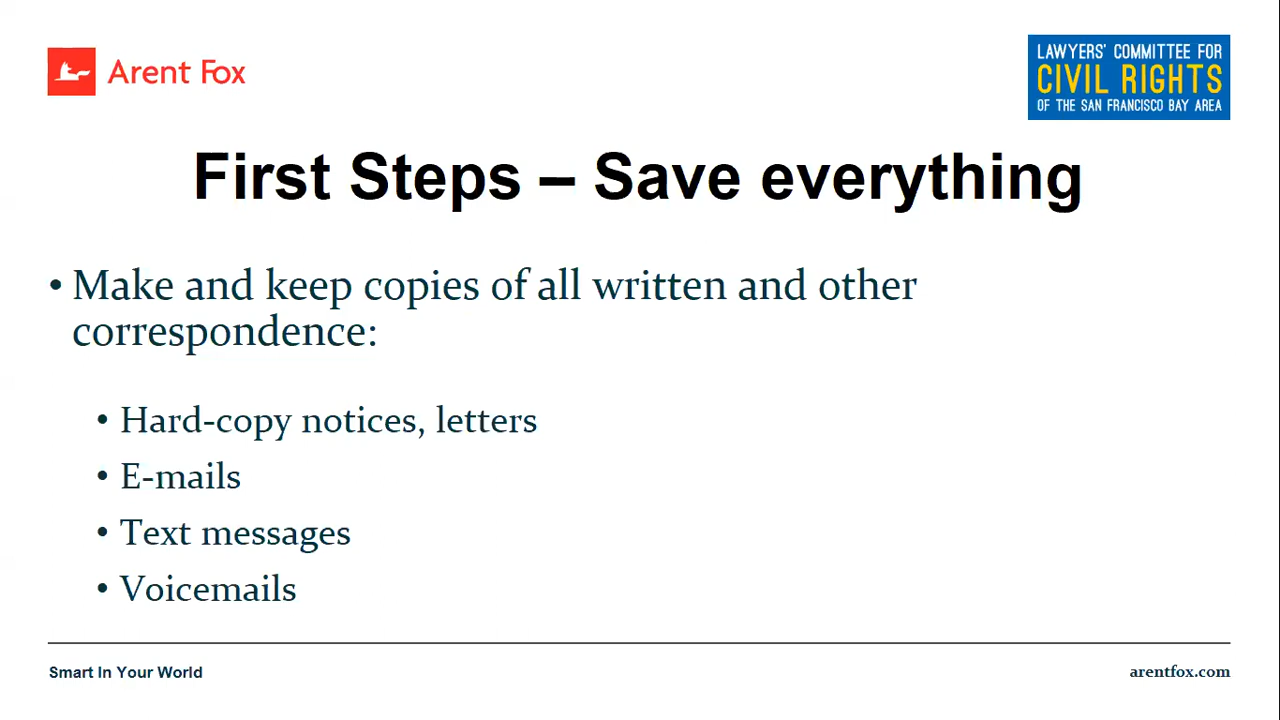 Arent Fox
LAWYERS' COMMITTEE FOR
CIVIL RIGHTS
OF THE SAN FRANCISCO BAY AREA
First Steps – Save everything
• Make and keep copies of all written and other
correspondence:
• Hard-copy notices, letters
• E-mails
• Text messages
• Voicemails
Smart In Your World
arentfox.com